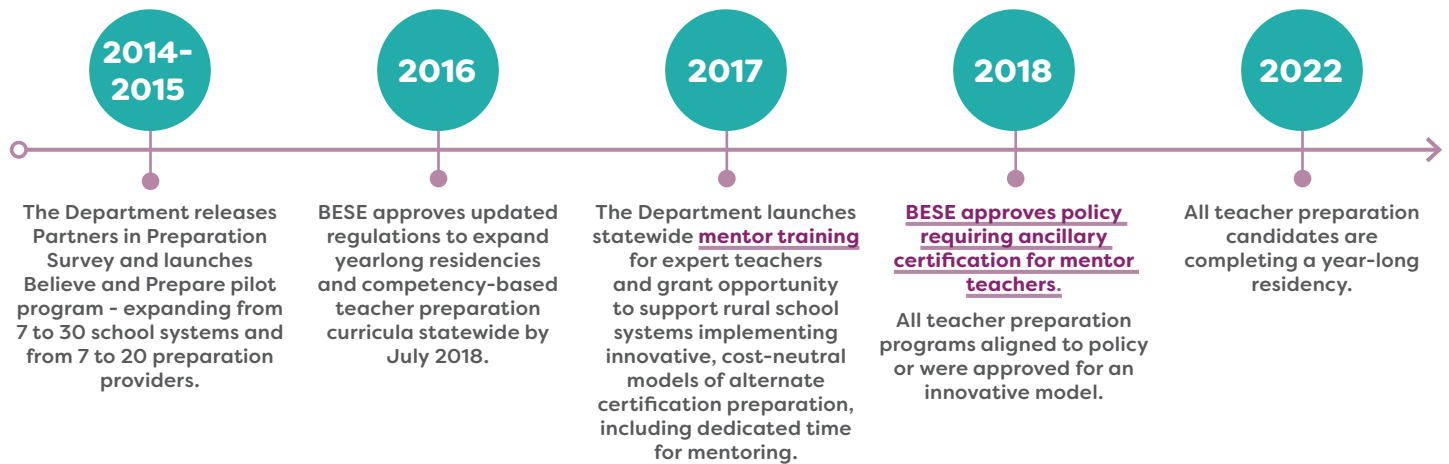 2014-
2015
The Department releases
Partners in Preparation
Survey and launches
Believe and Prepare pilot
program - expanding from
7 to 30 school systems and
from 7 to 20 preparation
providers.
2016
BESE approves updated
regulations to expand
yearlong residencies
and competency-based
teacher preparation
curricula statewide by
July 2018.
2017
The Department launches
statewide mentor training
for expert teachers
and grant opportunity
to support rural school
systems implementing
innovative, cost-neutral
models of alternate
certification preparation,
including dedicated time
for mentoring.
2018
BESE approves policy
requiring ancillary
certification for mentor
teachers.
All teacher preparation
programs aligned to policy
or were approved for an
innovative model.
2022
All teacher preparation
candidates are
completing a year-long
residency.